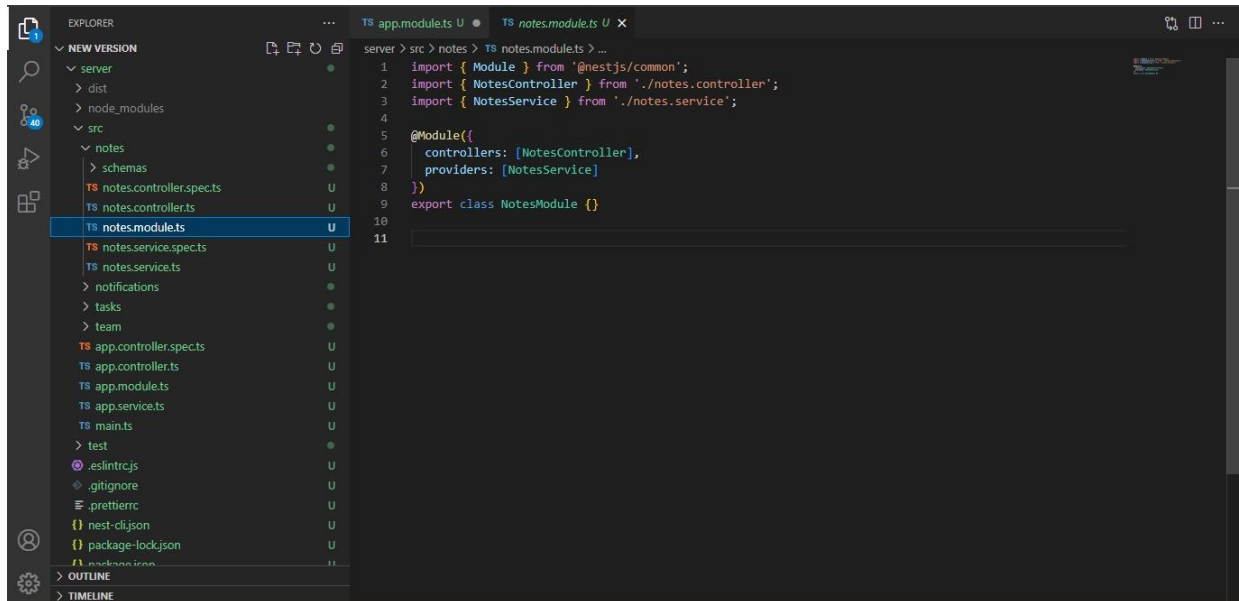 EXPLORER
NEW VERSION
server
dist
node_modules
src
notes
schemas
TS notes.controller.spec.ts U
TS notes.controller.ts U
TS notes.module.ts U
TS notes.service.spec.ts U
TS notes.service.ts U
notifications
tasks
team
TS app.controller.spec.ts U
TS app.controller.ts U
TS app.module.ts U
TS app.service.ts U
TS main.ts U
test
.eslintrc.js U
.gitignore U
.prettierrc U
{} nest-cli.json U
{} package-lock.json U
{} package.json U
OUTLINE
TIMELINE
1
40
TS app.module.ts U
TS notes.module.ts U
server > src > notes > TS notes.module.ts > ...
1 import { Module } from '@nestjs/common';
2 import { NotesController } from './notes.controller';
3 import { NotesService } from './notes.service';
4
5 @Module({
6 controllers: [NotesController],
7 providers: [NotesService]
8 })
9 export class NotesModule {}
10
11